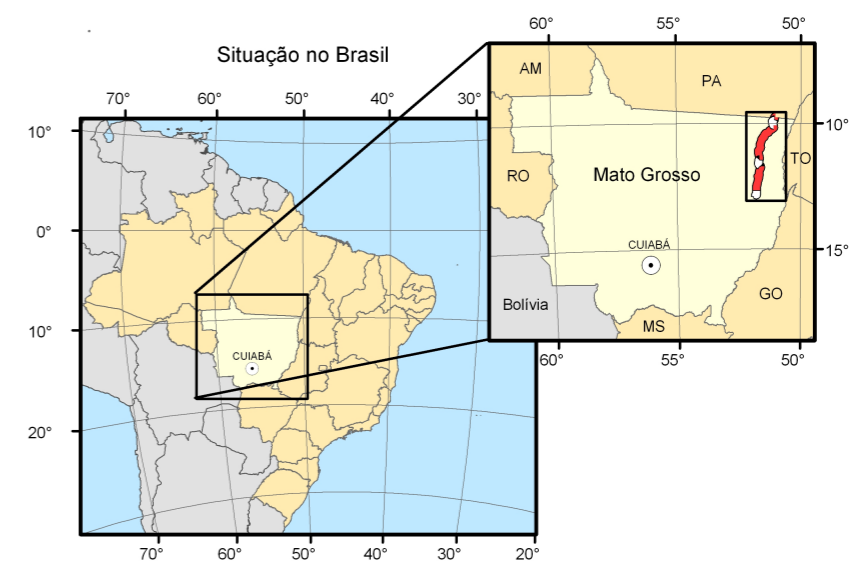 Situação no Brasil
60° 55° 50°
AM
PA
10°
RO
Mato Grosso
TO
CUIABÁ
15°
Bolívia
GO
MS
60° 55° 50°
70° 60° 50° 40° 30°
10°
0°
10°
CUIABÁ
20°
70° 60° 50° 40° 30° 20°